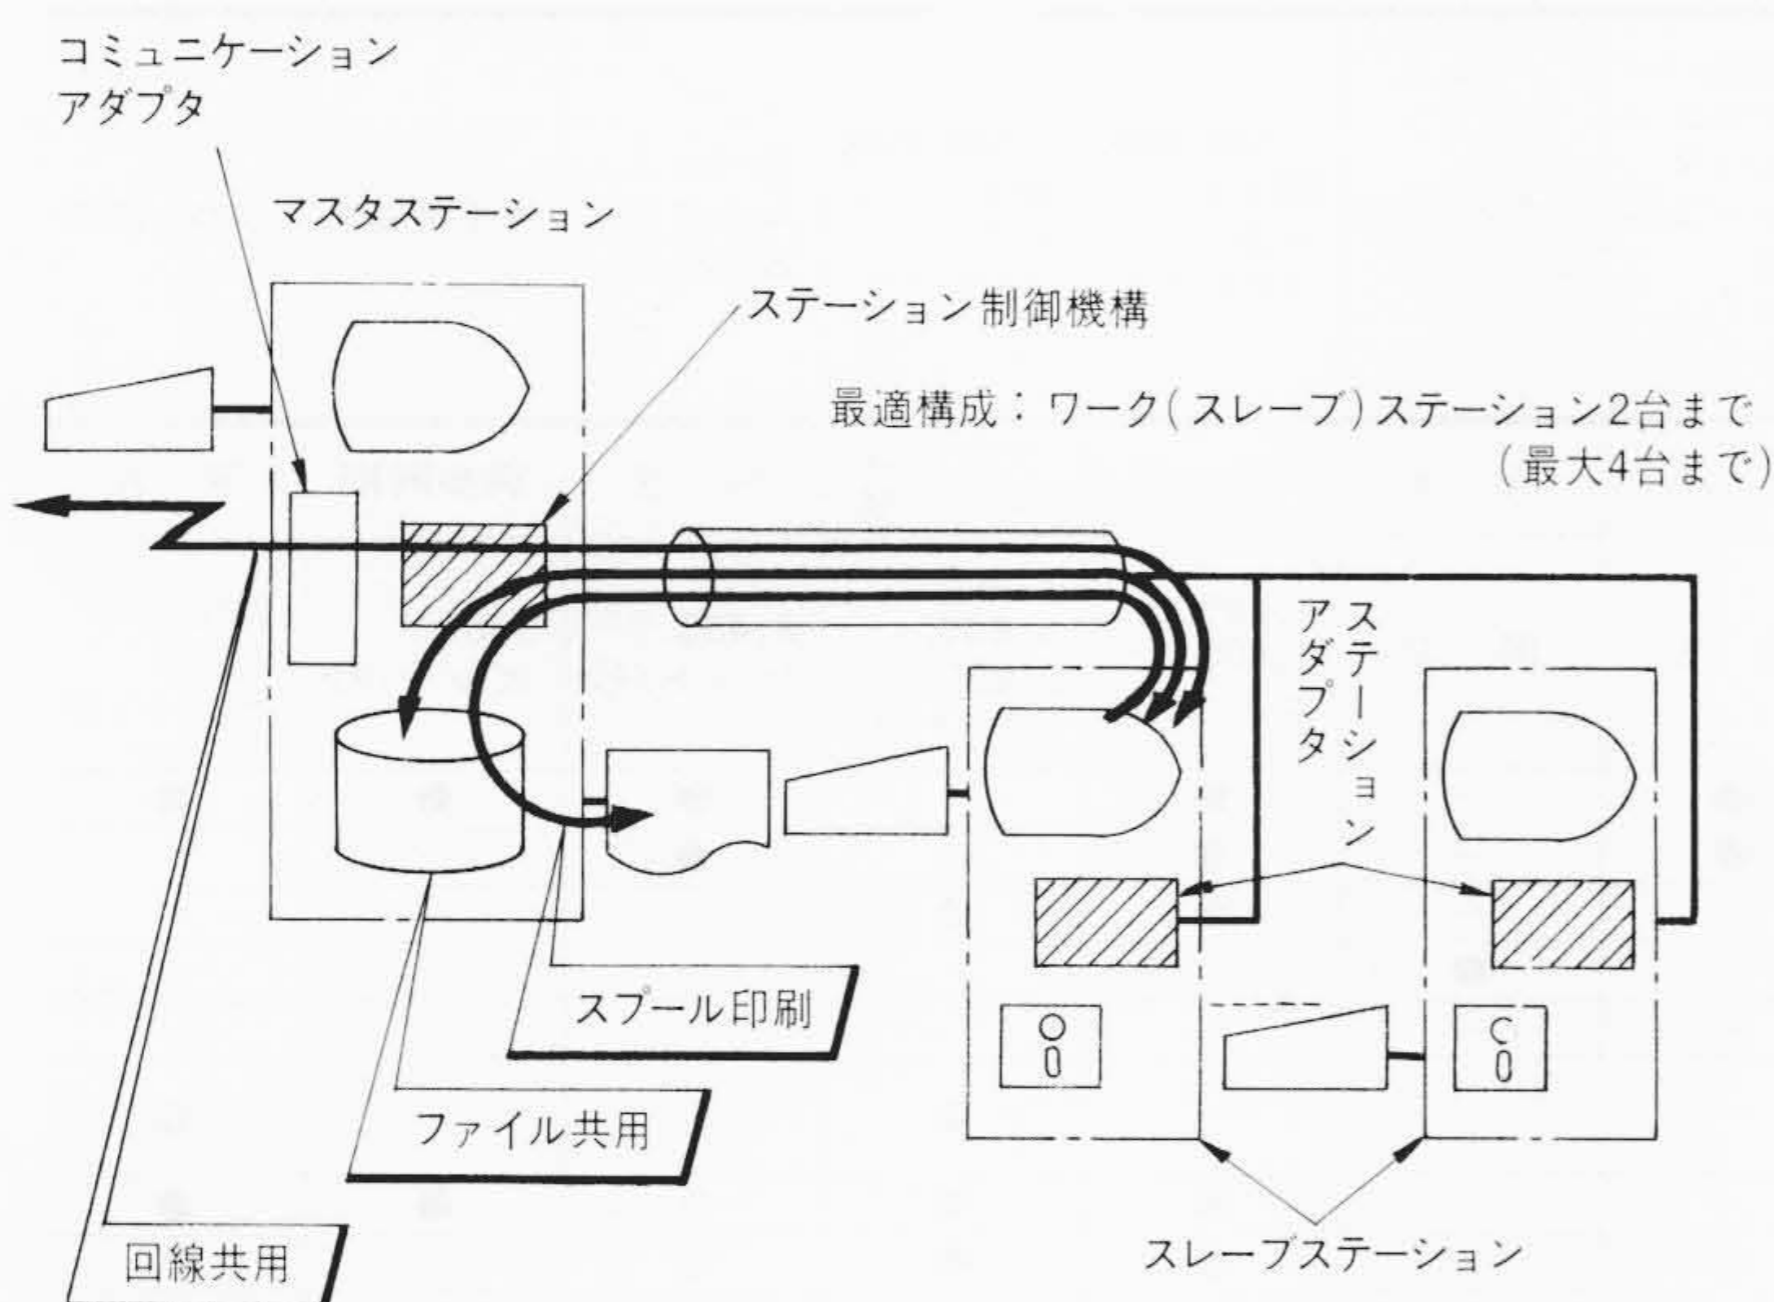 コミュニケーション
アダプタ
マスタステーション
ステーション制御機構
最適構成：ワーク(スレーブ)ステーション2台まで
(最大4台まで)
ステーション
アダプタ
スプール印刷
ファイル共用
回線共用
スレーブステーション